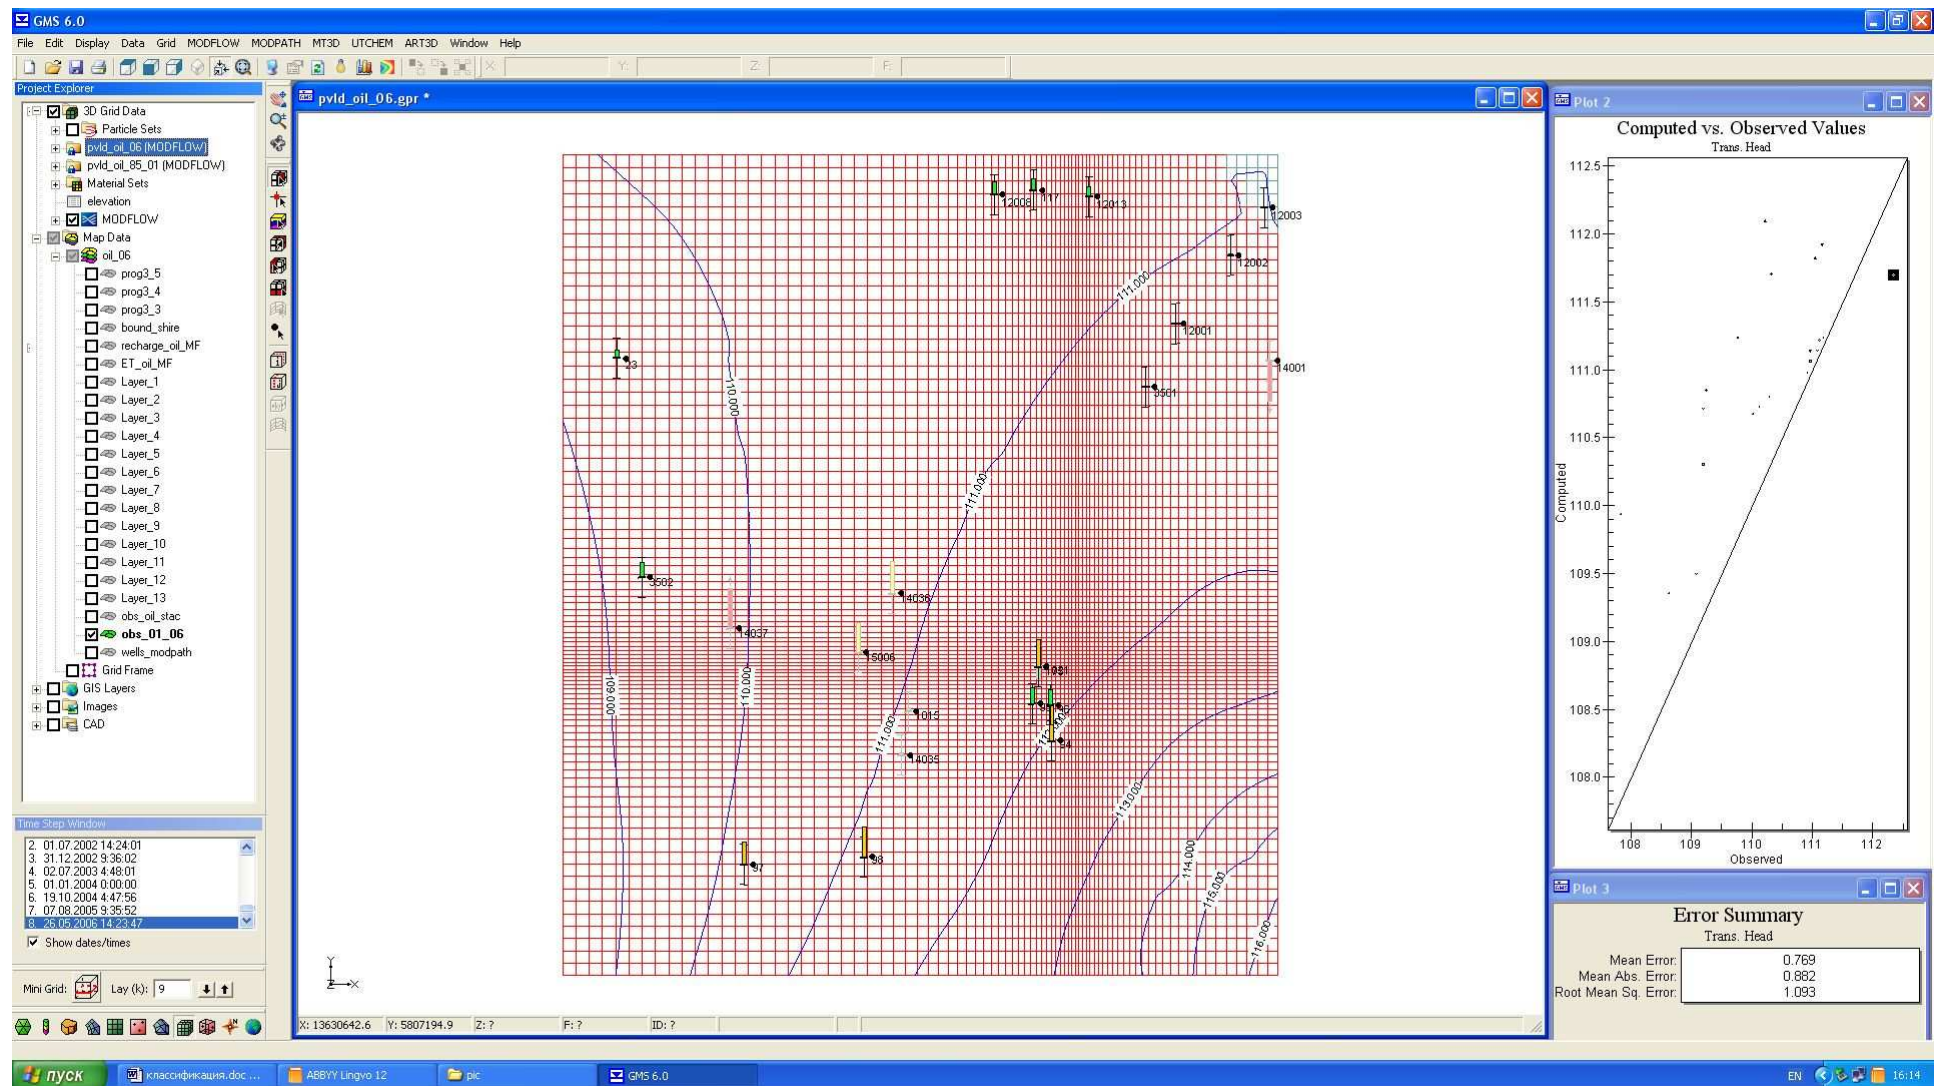 GMS 6.0
File Edit Display Data Grid MODFLOW MODPATH MT3D UTCHEM ART3D Window Help
X: Y: Z: F:
Project Explorer
3D Grid Data
Particle Sets
pvld_oil_06 (MODFLOW)
pvld_oil_85_01 (MODFLOW)
Material Sets
elevation
MODFLOW
Map Data
oil_06
prog3_5
prog3_4
prog3_3
bound_shire
recharge_oil_MF
ET_oil_MF
Layer_1
Layer_2
Layer_3
Layer_4
Layer_5
Layer_6
Layer_7
Layer_8
Layer_9
Layer_10
Layer_11
Layer_12
Layer_13
obs_oil_stac
obs_01_06
wells_modpath
Grid Frame
GIS Layers
Images
CAD
Time Step Window
2. 01.07.2002 14:24:01
3. 31.12.2002 9:36:02
4. 02.07.2003 4:48:01
5. 01.01.2004 0:00:00
6. 19.10.2004 4:47:56
7. 07.08.2005 9:35:52
8. 26.05.2006 14:23:47
Show dates/times
Mini Grid: Lay (k): 9
pvld_oil_06.gpr *
12008 117 12013
12003
12002
111.000
12001
23
14001
110.000
3501
111.000
3502
14036
14037
15006
109.000
110.000
1015
111.000
14035
94
113.000
98
97
114.000
115.000
116.000
Y
Z X
X: 13630642.6 Y: 5807194.9 Z: ? F: ? ID: ?
Plot 2
Computed vs. Observed Values
Trans. Head
112.5
112.0
111.5
111.0
110.5
110.0
109.5
109.0
108.5
108.0
Computed
108 109 110 111 112
Observed
Plot 3
Error Summary
Trans. Head
Mean Error: 0.769
Mean Abs. Error: 0.882
Root Mean Sq. Error: 1.093
пуск классификация.doc ... ABBYY Lingvo 12 pic GMS 6.0 EN 16:14